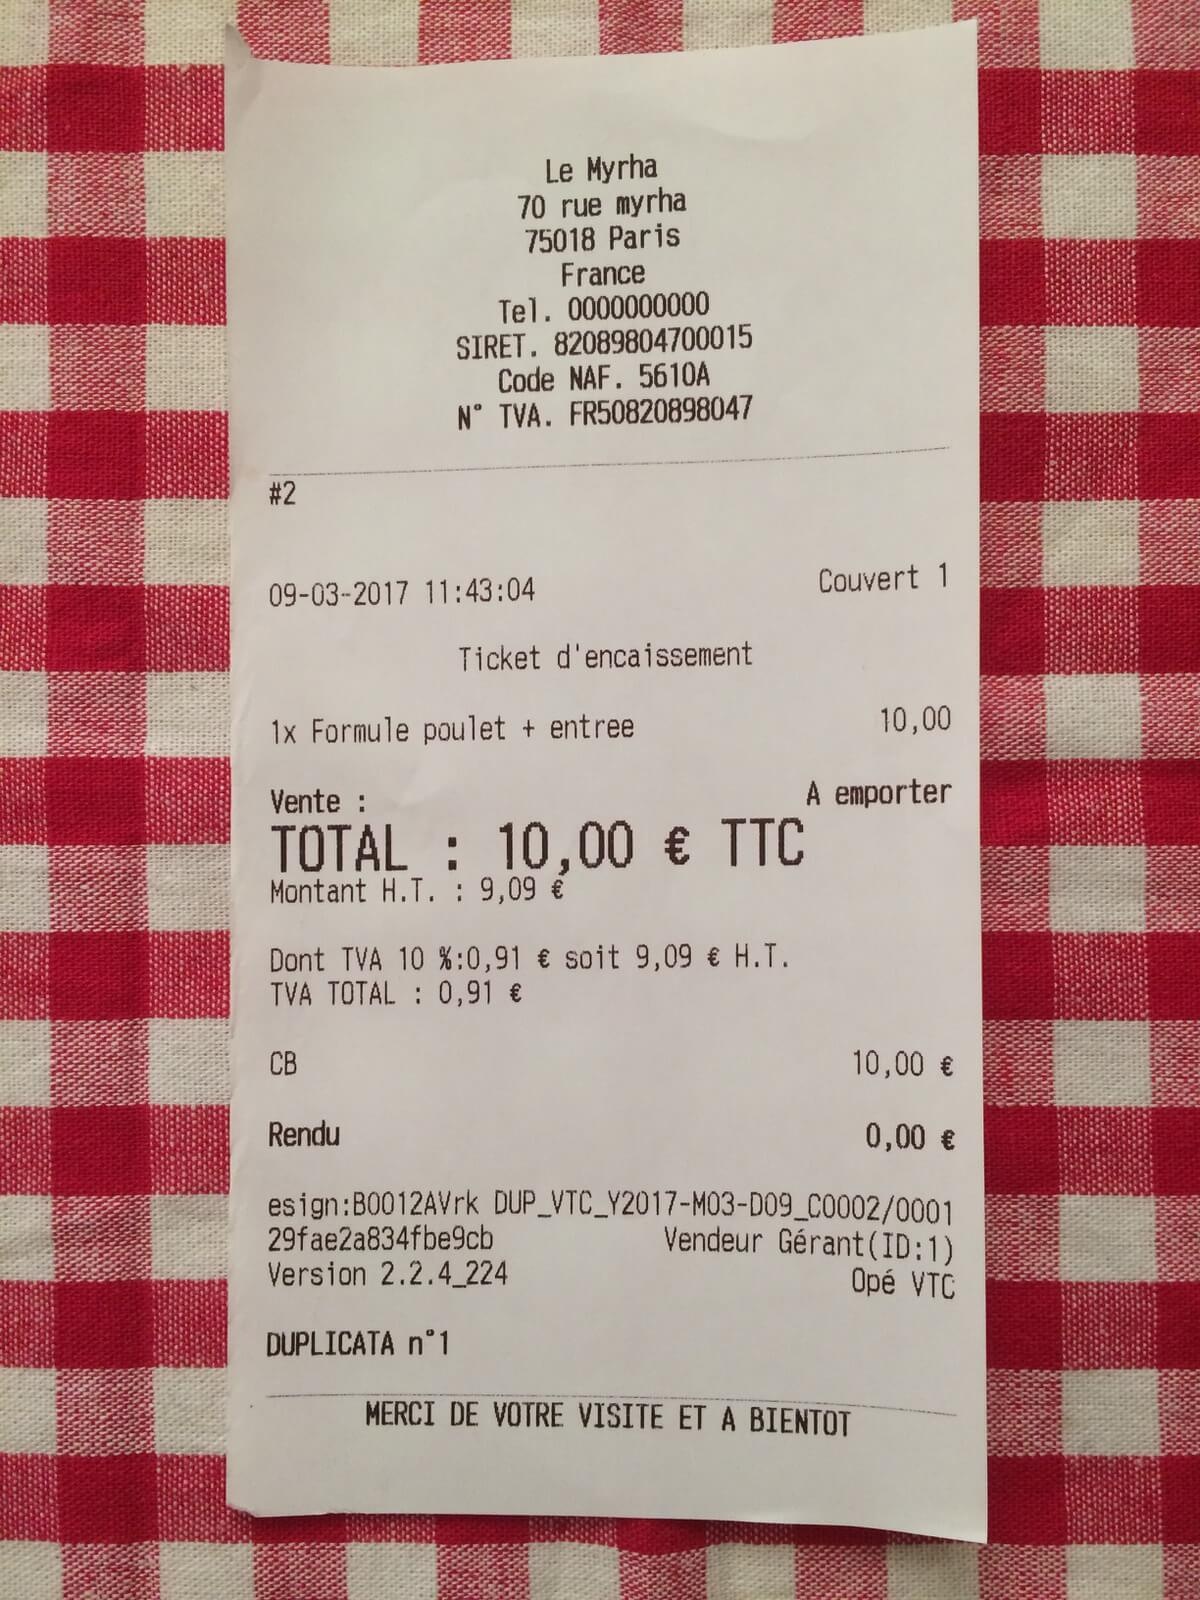 Le Myrha
70 rue myrha
75018 Paris
France
Tel. 0000000000
SIRET. 82089804700015
Code NAF. 5610A
N° TVA. FR50820898047
#2
09-03-2017 11:43:04 Couvert 1
Ticket d'encaissement
1x Formule poulet + entree 10,00
Vente : A emporter
TOTAL : 10,00 € TTC
Montant H.T. : 9,09 €
Dont TVA 10 %:0,91 € soit 9,09 € H.T.
TVA TOTAL : 0,91 €
CB 10,00 €
Rendu 0,00 €
esign:B0012AVrk DUP_VTC_Y2017-M03-D09_C0002/0001
29fae2a834fbe9cb Vendeur Gérant(ID:1)
Version 2.2.4_224 Opé VTC
DUPLICATA n°1
MERCI DE VOTRE VISITE ET A BIENTOT